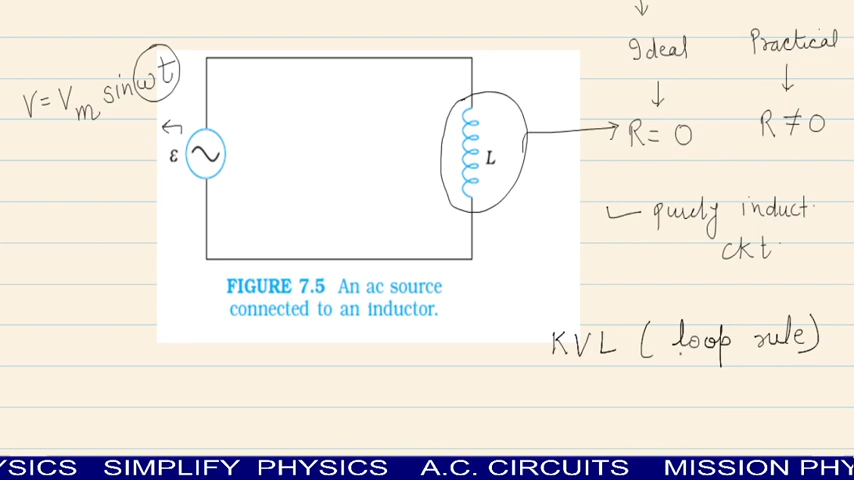 Ideal
Practical
V = Vm sin ωt
R = 0
R ≠ 0
ε
L
purely induct.
ckt.
FIGURE 7.5 An ac source
connected to an inductor.
KVL ( loop rule )
YSICS SIMPLIFY PHYSICS A.C. CIRCUITS MISSION PHY